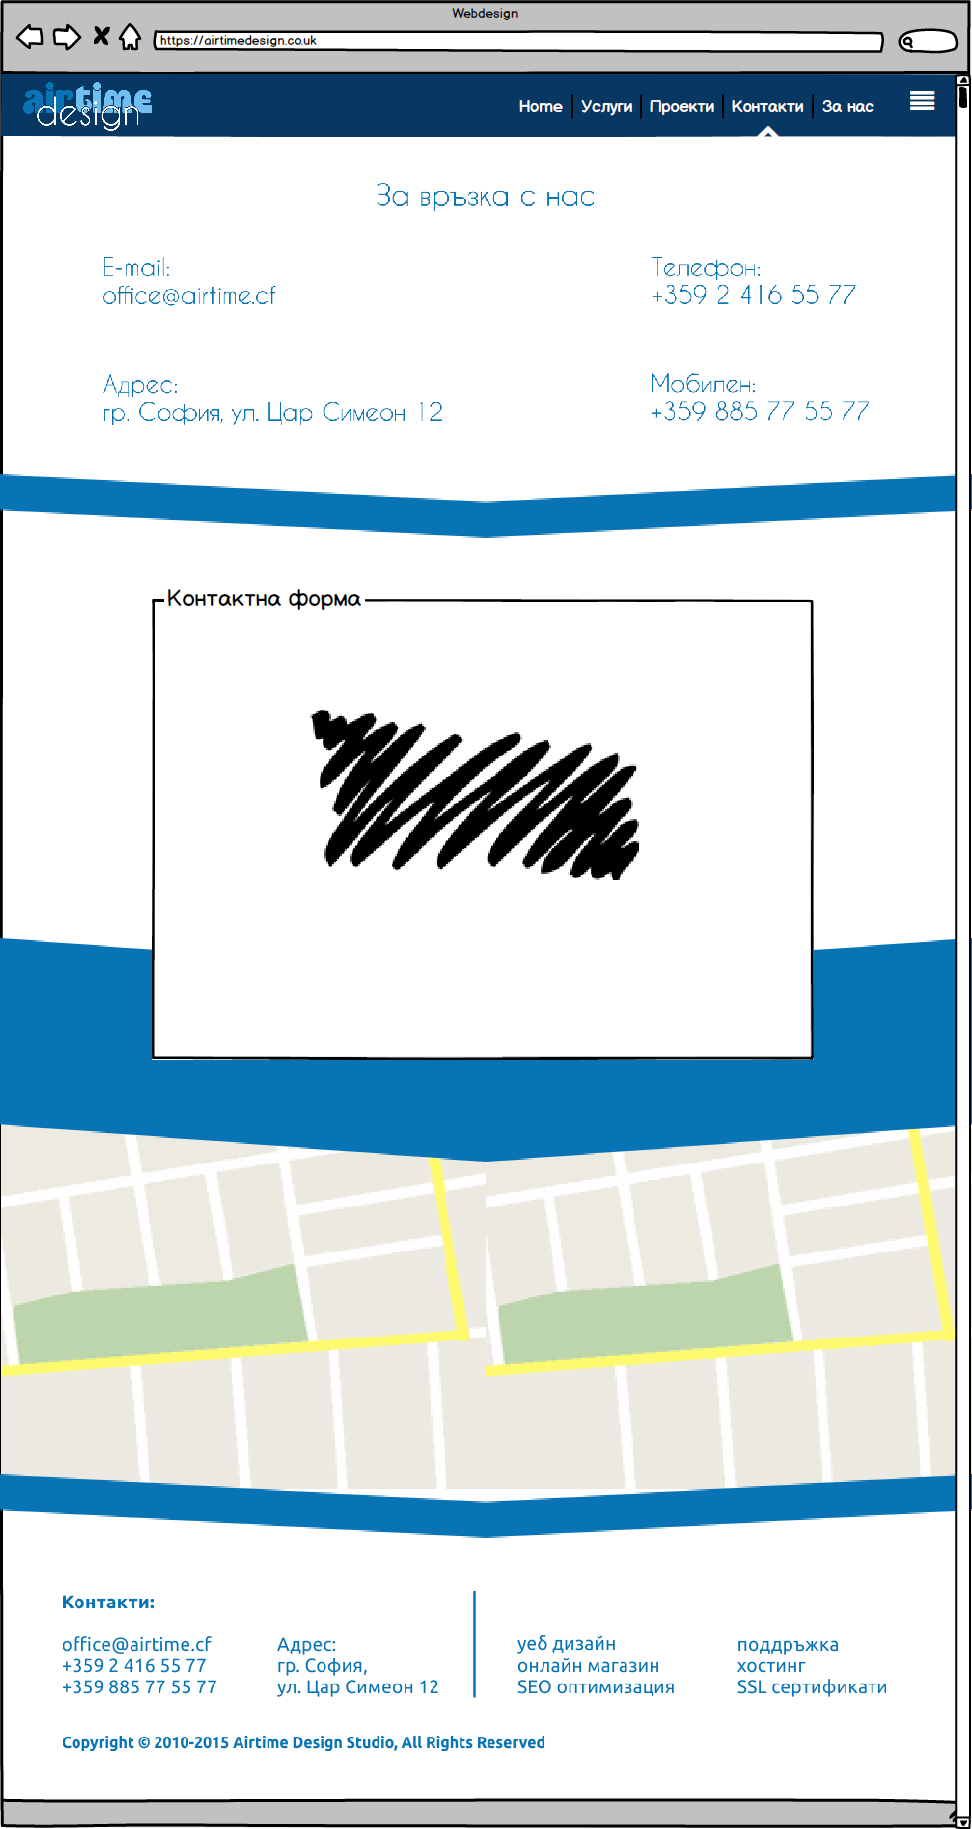 Webdesign
https://airtimedesign.co.uk
airtime
design
Home Услуги Проекти Контакти За нас
За връзка с нас
E-mail:
office@airtime.cf
Телефон:
+359 2 416 55 77
Адрес:
гр. София, ул. Цар Симеон 12
Мобилен:
+359 885 77 55 77
Контактна форма
Контакти:
office@airtime.cf
+359 2 416 55 77
+359 885 77 55 77
Адрес:
гр. София,
ул. Цар Симеон 12
уеб дизайн
онлайн магазин
SEO оптимизация
поддръжка
хостинг
SSL сертификати
Copyright © 2010-2015 Airtime Design Studio, All Rights Reserved